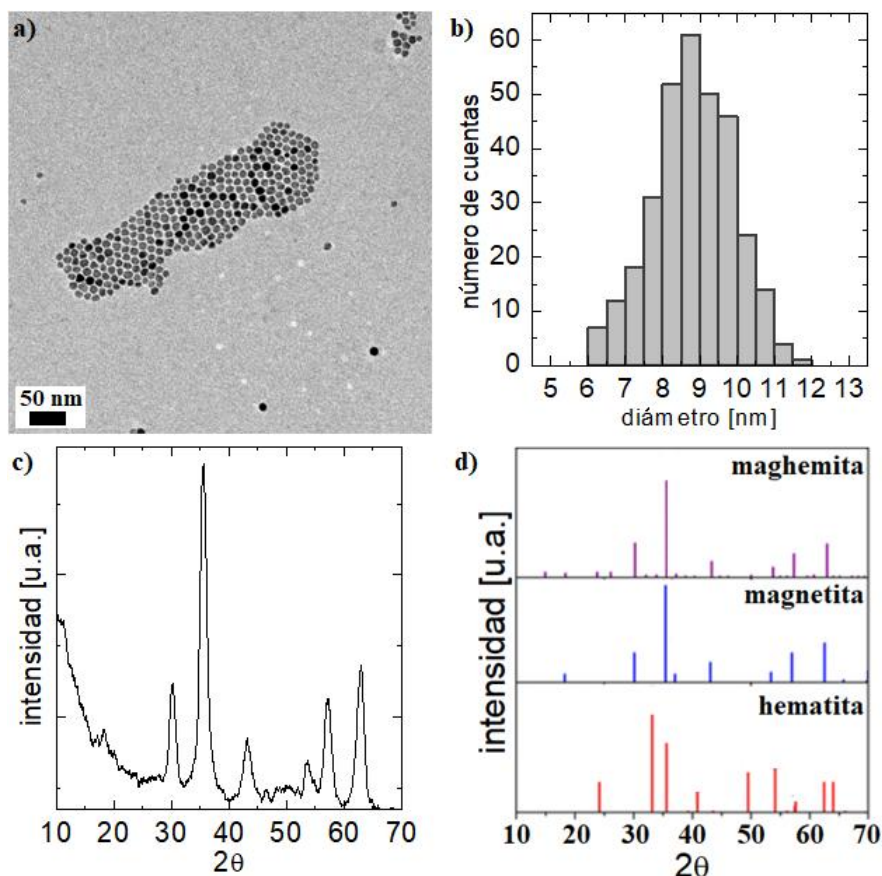 a)
50 nm
b)
número de cuentas
60
50
40
30
20
10
0
5 6 7 8 9 10 11 12 13
diámetro [nm]
c)
intensidad [u.a.]
10 20 30 40 50 60 70
2θ
d)
intensidad [u.a.]
maghemita
magnetita
hematita
10 20 30 40 50 60 70
2θ